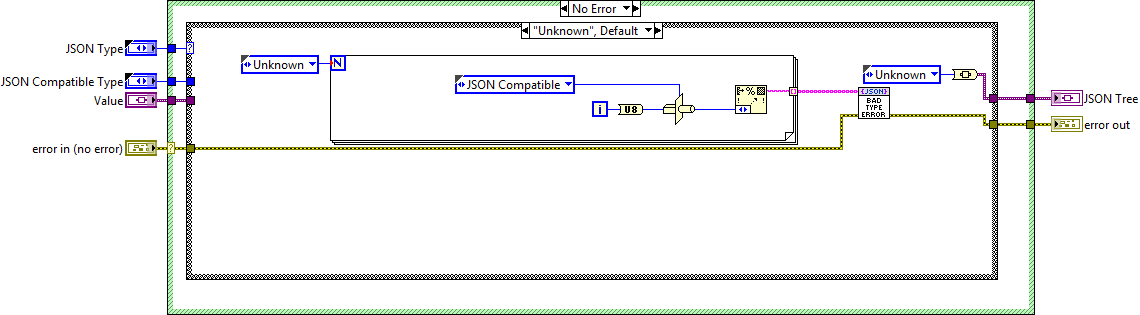 No Error
"Unknown", Default
JSON Type
?
Unknown
N
JSON Compatible Type
JSON Compatible
Unknown
Value
i
U8
%
{JSON}
BAD
TYPE
ERROR
JSON Tree
error out
error in (no error)
?